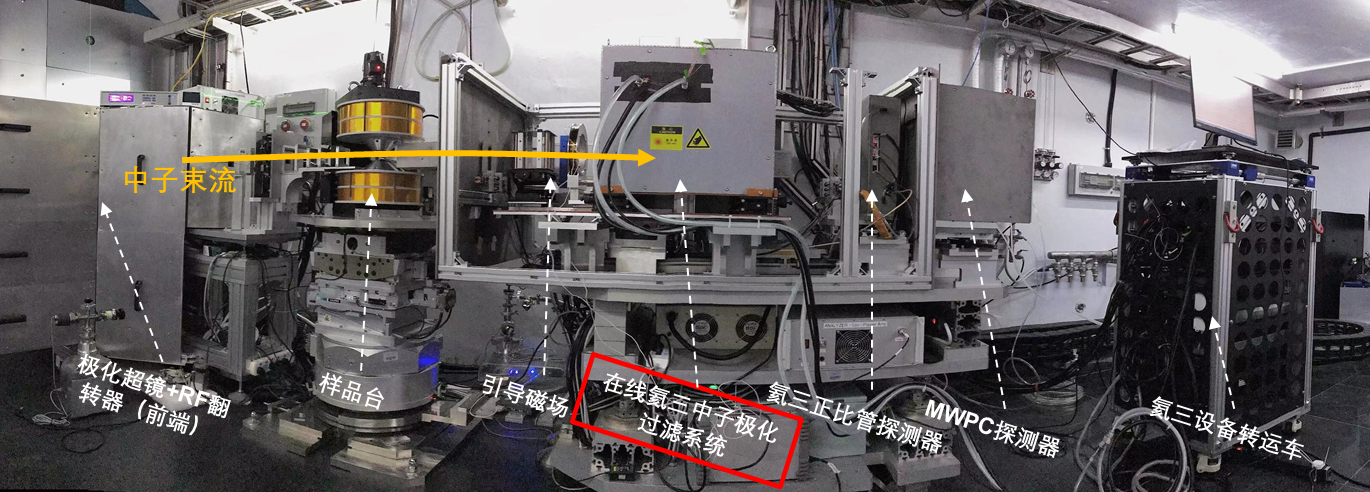 中子束流
极化超镜+RF翻
转器（前端）
样品台
引导磁场
在线氦三中子极化
过滤系统
氦三正比管探测器
MWPC探测器
氦三设备转运车